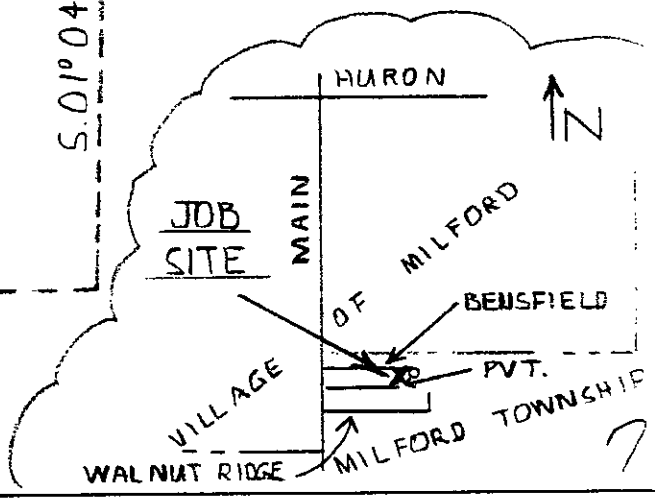 S.01°04
HURON
N
MAIN
JOB
SITE
VILLAGE OF MILFORD
BENSFIELD
PVT.
WALNUT RIDGE
MILFORD TOWNSHIP